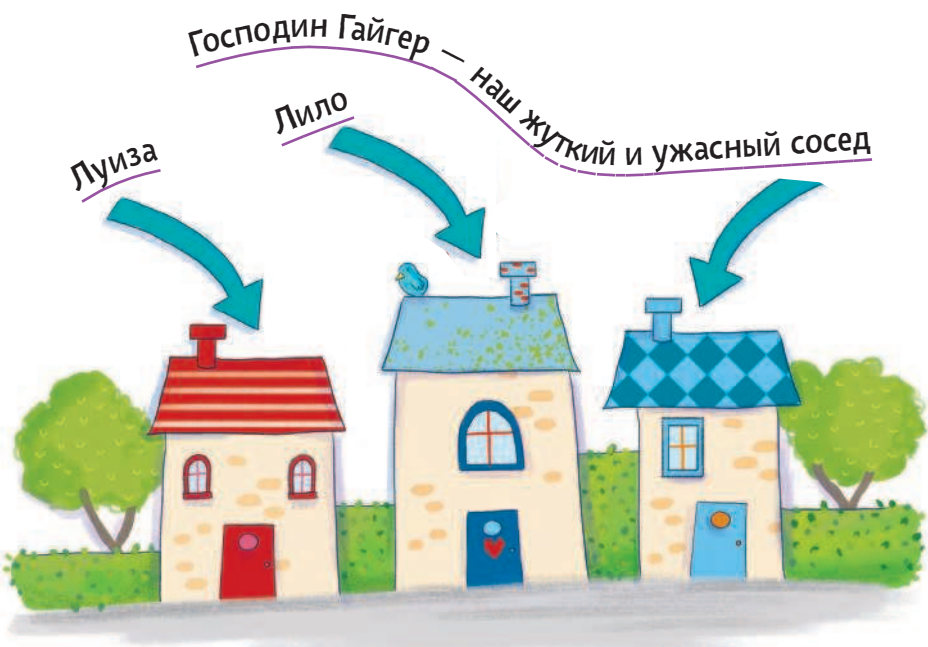 Господин Гайгер — наш жуткий и ужасный сосед
Лило
Луиза